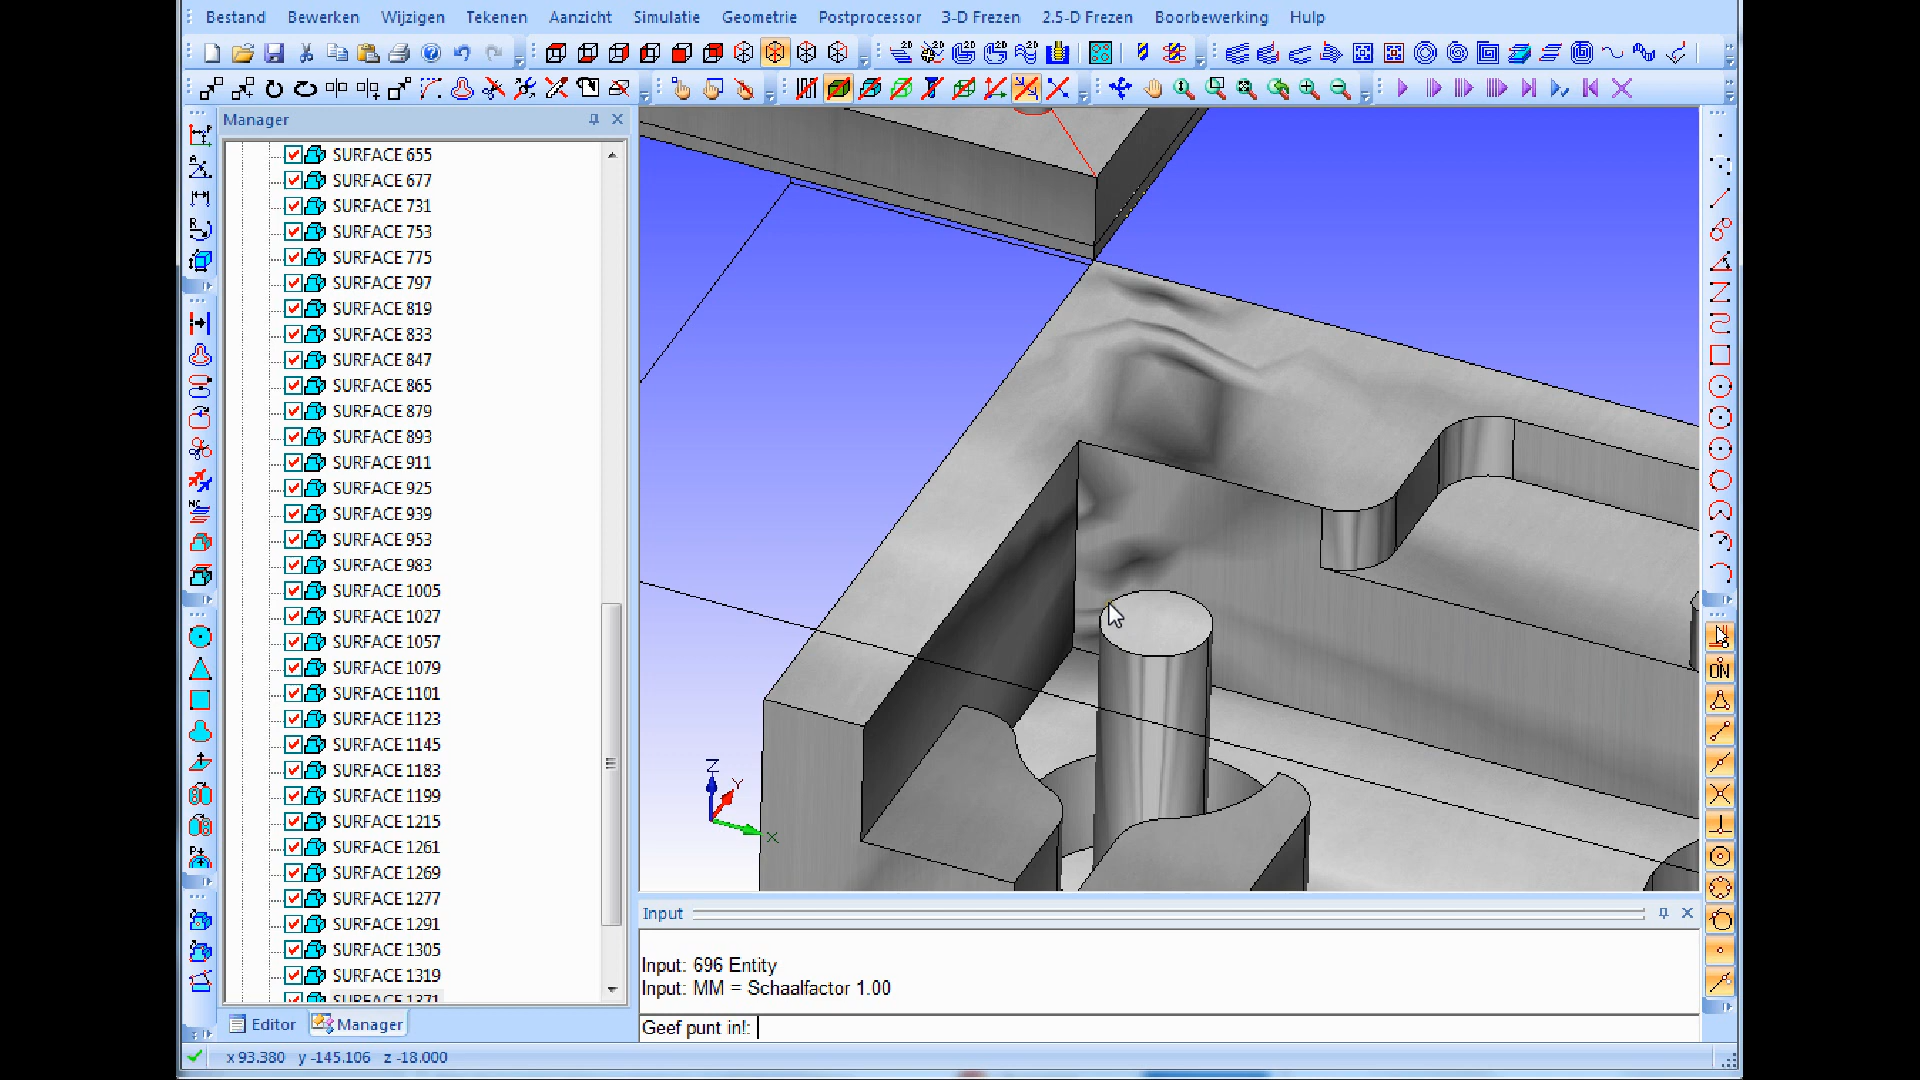 Bestand Bewerken Wijzigen Tekenen Aanzicht Simulatie Geometrie Postprocessor 3-D Frezen 2.5-D Frezen Boorbewerking Hulp
Manager
SURFACE 655
SURFACE 677
SURFACE 731
SURFACE 753
SURFACE 775
SURFACE 797
SURFACE 819
SURFACE 833
SURFACE 847
SURFACE 865
SURFACE 879
SURFACE 893
SURFACE 911
SURFACE 925
SURFACE 939
SURFACE 953
SURFACE 983
SURFACE 1005
SURFACE 1027
SURFACE 1057
SURFACE 1079
SURFACE 1101
SURFACE 1123
SURFACE 1145
SURFACE 1183
SURFACE 1199
SURFACE 1215
SURFACE 1261
SURFACE 1269
SURFACE 1277
SURFACE 1291
SURFACE 1305
SURFACE 1319
SURFACE 1371
Editor Manager
Z
Y
X
Input
Input: 696 Entity
Input: MM = Schaalfactor 1.00
Geef punt in!:
x 93.380 y -145.106 z -18.000
ON